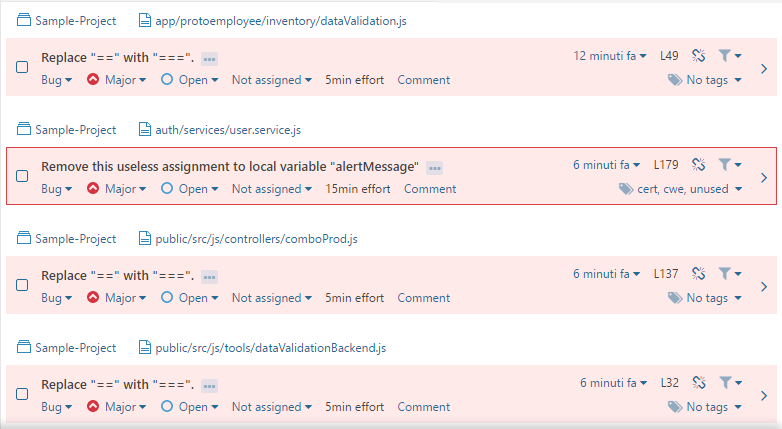 Sample-Project app/protoemployee/inventory/dataValidation.js
Replace "==" with "===". 12 minuti fa L49
Bug Major Open Not assigned 5min effort Comment No tags
Sample-Project auth/services/user.service.js
Remove this useless assignment to local variable "alertMessage" 6 minuti fa L179
Bug Major Open Not assigned 15min effort Comment cert, cwe, unused
Sample-Project public/src/js/controllers/comboProd.js
Replace "==" with "===". 6 minuti fa L137
Bug Major Open Not assigned 5min effort Comment No tags
Sample-Project public/src/js/tools/dataValidationBackend.js
Replace "==" with "===". 6 minuti fa L32
Bug Major Open Not assigned 5min effort Comment No tags